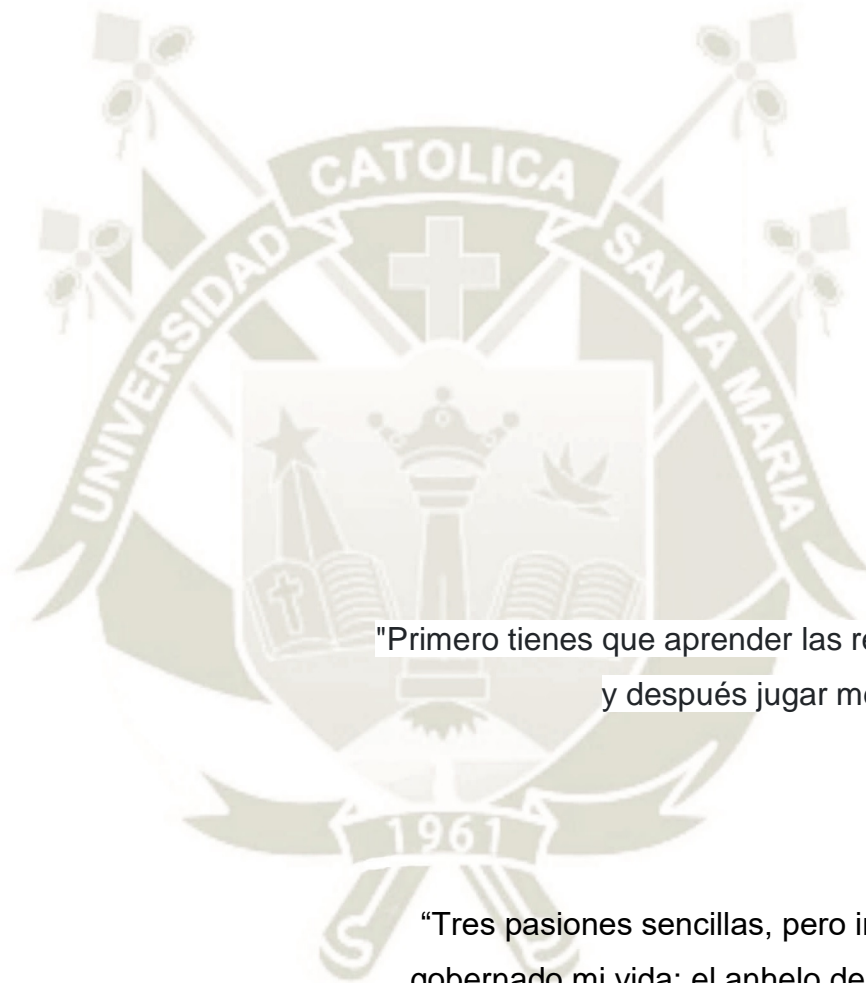 CATOLICA
UNIVERSIDAD
SANTA MARIA
"Primero tienes que aprender las
y después jugar
1961
“Tres pasiones sencillas, pero
gobernado mi vida: el anhelo de